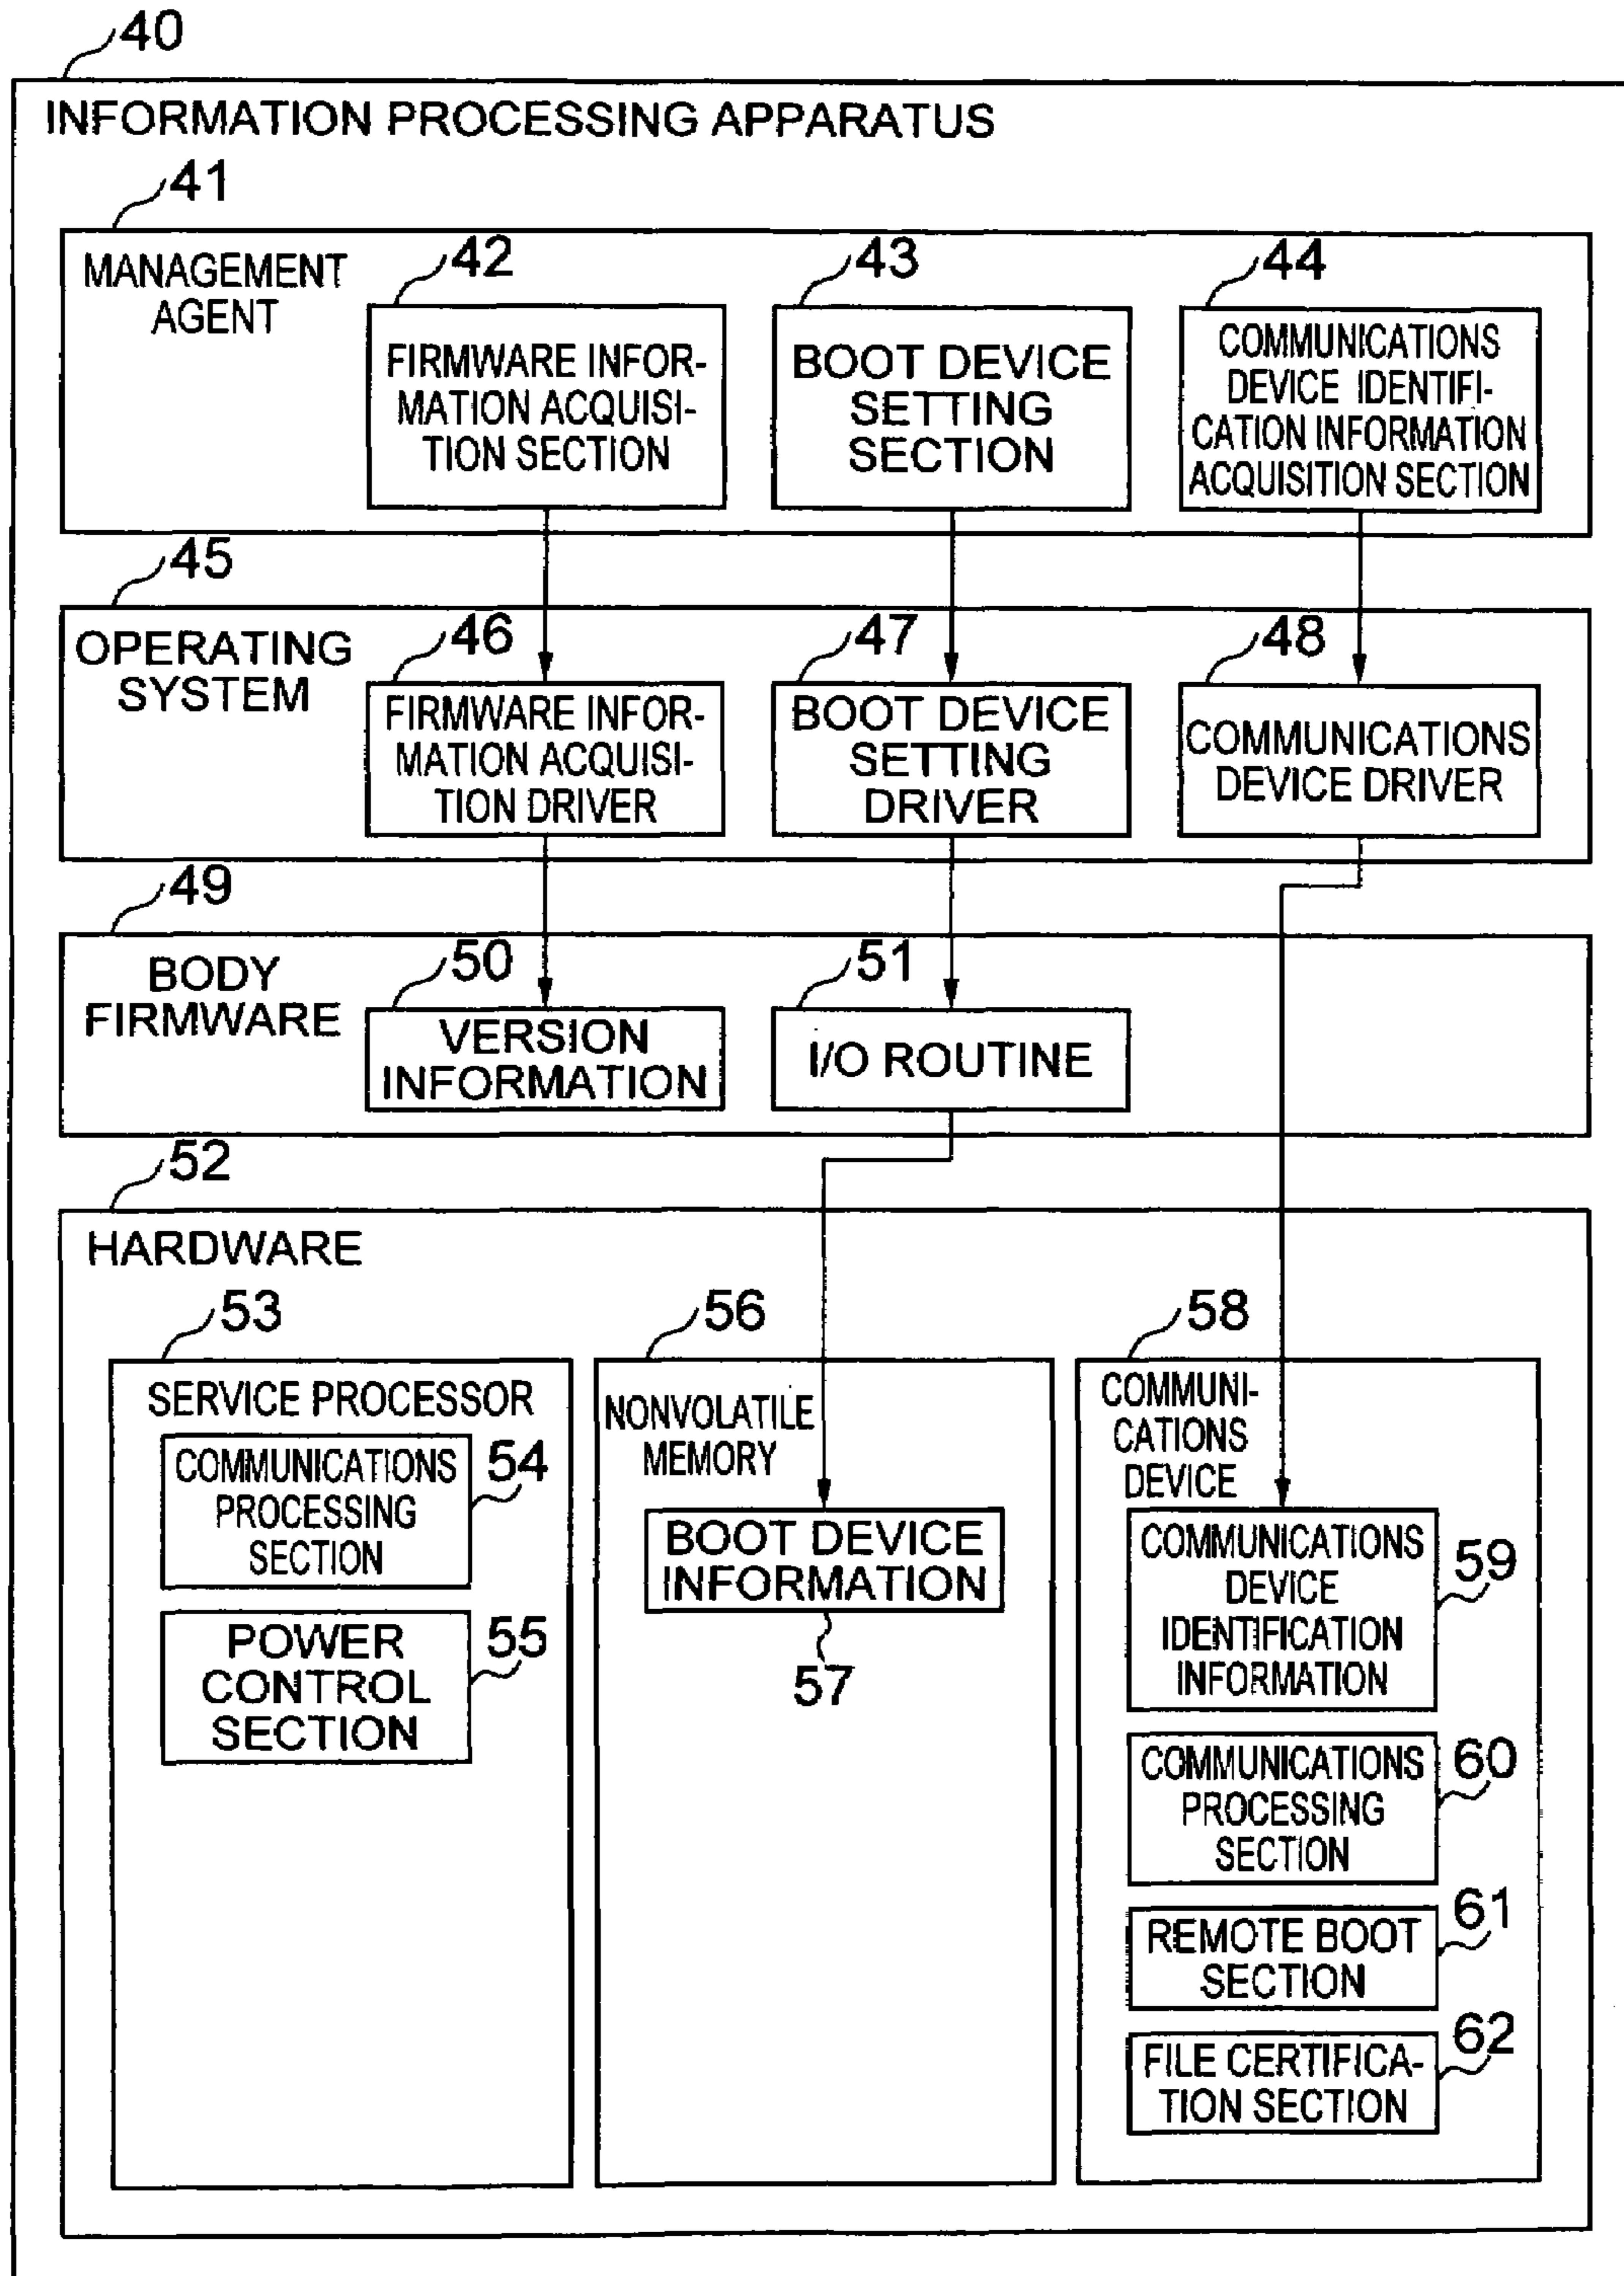 40
INFORMATION PROCESSING APPARATUS
41
MANAGEMENT
AGENT
42
FIRMWARE INFOR-
MATION ACQUISI-
TION SECTION
43
BOOT DEVICE
SETTING
SECTION
44
COMMUNICATIONS
DEVICE IDENTIFI-
CATION INFORMATION
ACQUISITION SECTION
45
OPERATING
SYSTEM
46
FIRMWARE INFOR-
MATION ACQUISI-
TION DRIVER
47
BOOT DEVICE
SETTING
DRIVER
48
COMMUNICATIONS
DEVICE DRIVER
49
BODY
FIRMWARE
50
VERSION
INFORMATION
51
I/O ROUTINE
52
HARDWARE
53
SERVICE PROCESSOR
COMMUNICATIONS
PROCESSING
SECTION
54
POWER
CONTROL
SECTION
55
56
NONVOLATILE
MEMORY
BOOT DEVICE
INFORMATION
57
58
COMMUNI-
CATIONS
DEVICE
COMMUNICATIONS
DEVICE
IDENTIFICATION
INFORMATION
59
COMMUNICATIONS
PROCESSING
SECTION
60
REMOTE BOOT
SECTION
61
FILE CERTIFICA-
TION SECTION
62